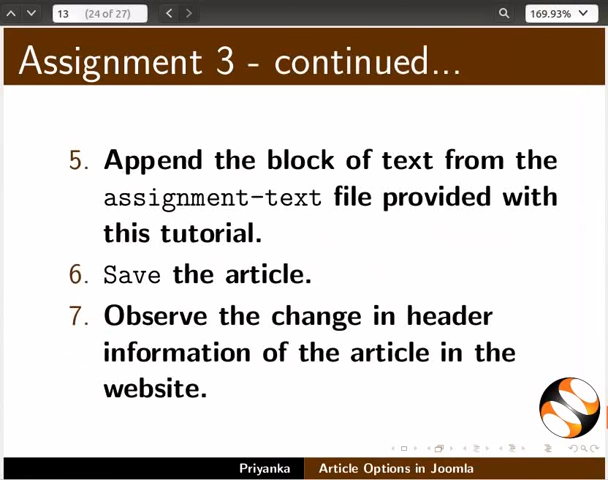 13 (24 of 27) 169.93%
Assignment 3 - continued...
5. Append the block of text from the
assignment-text file provided with
this tutorial.
6. Save the article.
7. Observe the change in header
information of the article in the
website.
Priyanka Article Options in Joomla